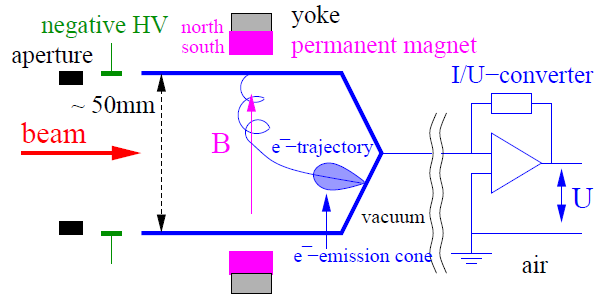 negative HV
north
south
yoke
permanent magnet
aperture
I/U−converter
~ 50mm
beam
B
e⁻−trajectory
U
vacuum
e⁻−emission cone
air